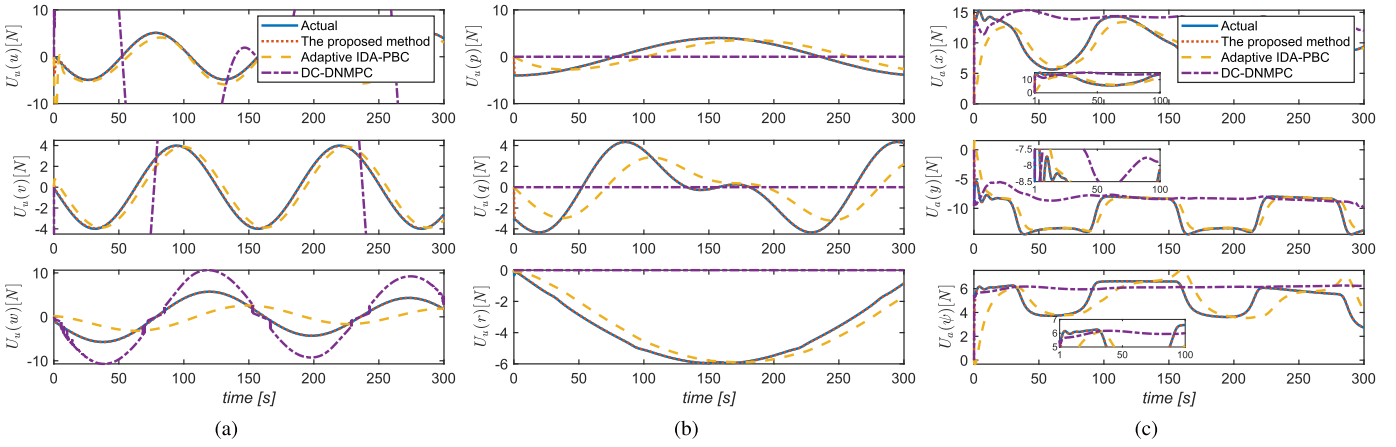 U_u(u)[N]
10
0
-10
0 50 100 150 200 250 300
Actual
The proposed method
Adaptive IDA-PBC
DC-DNMPC
U_u(v)[N]
4
2
0
-2
-4
0 50 100 150 200 250 300
U_u(w)[N]
10
0
-10
0 50 100 150 200 250 300
time [s]
(a)
U_u(p)[N]
10
0
-10
0 50 100 150 200 250 300
U_u(q)[N]
4
2
0
-2
-4
0 50 100 150 200 250 300
U_u(r)[N]
0
-2
-4
-6
0 50 100 150 200 250 300
time [s]
(b)
U_a(x)[N]
15
10
5
0
0 50 100 150 200 250 300
Actual
The proposed method
Adaptive IDA-PBC
DC-DNMPC
10
0
1 50 100
U_a(y)[N]
0
-5
-10
0 50 100 150 200 250 300
-7.5
-8
-8.5
1 50 100
U_a(ψ)[N]
6
4
2
0
0 50 100 150 200 250 300
7
6
5
1 50 100
time [s]
(c)